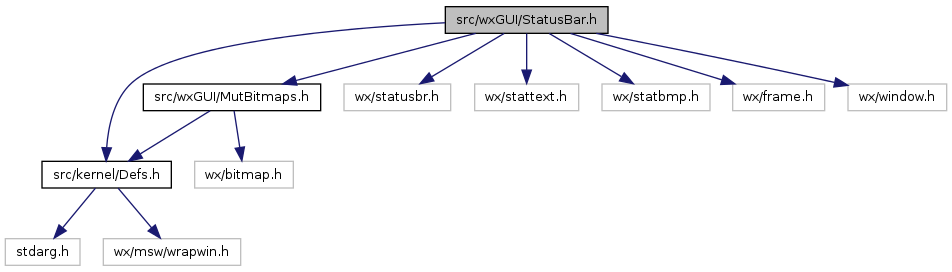 src/wxGUI/StatusBar.h
src/wxGUI/MutBitmaps.h
wx/statusbr.h
wx/stattext.h
wx/statbmp.h
wx/frame.h
wx/window.h
src/kernel/Defs.h
wx/bitmap.h
stdarg.h
wx/msw/wrapwin.h